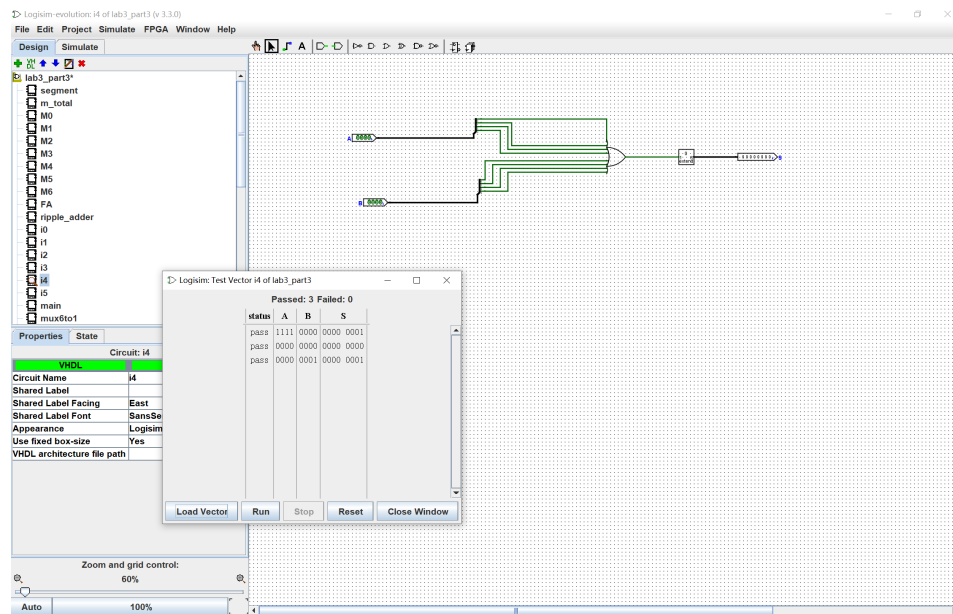 Logisim-evolution: i4 of lab3_part3 (v 3.3.0)
File Edit Project Simulate FPGA Window Help
Design Simulate
lab3_part3*
segment
m_total
M0
M1
M2
M3
M4
M5
M6
FA
ripple_adder
i0
i1
i2
i3
i4
i5
main
mux6to1
Properties State
Circuit: i4
VHDL
Circuit Name i4
Shared Label
Shared Label Facing East
Shared Label Font SansSe
Appearance Logisim
Use fixed box-size Yes
VHDL architecture file path
Zoom and grid control:
60%
Auto 100%
A 0000
B 0000
extend
00000000 S
Logisim: Test Vector i4 of lab3_part3
Passed: 3 Failed: 0
status A B S
pass 1111 0000 0000 0001
pass 0000 0000 0000 0000
pass 0000 0001 0000 0001
Load Vector Run Stop Reset Close Window